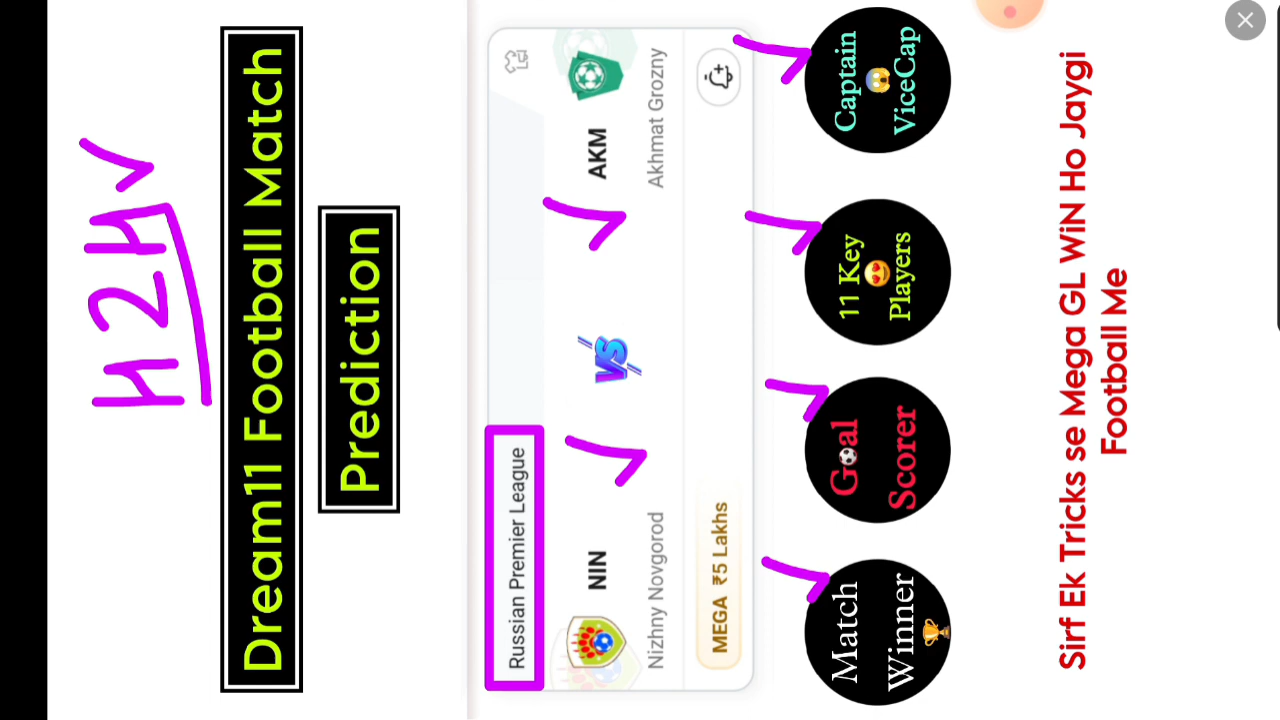 H2H
Dream11 Football Match
Prediction
Russian Premier League
NIN
VS
AKM
Nizhny Novgorod
Akhmat Grozny
MEGA ₹5 Lakhs
Match
Winner
Goal
Scorer
11 Key
Players
Captain
ViceCap
Sirf Ek Tricks se Mega GL WiN Ho Jaygi
Football Me